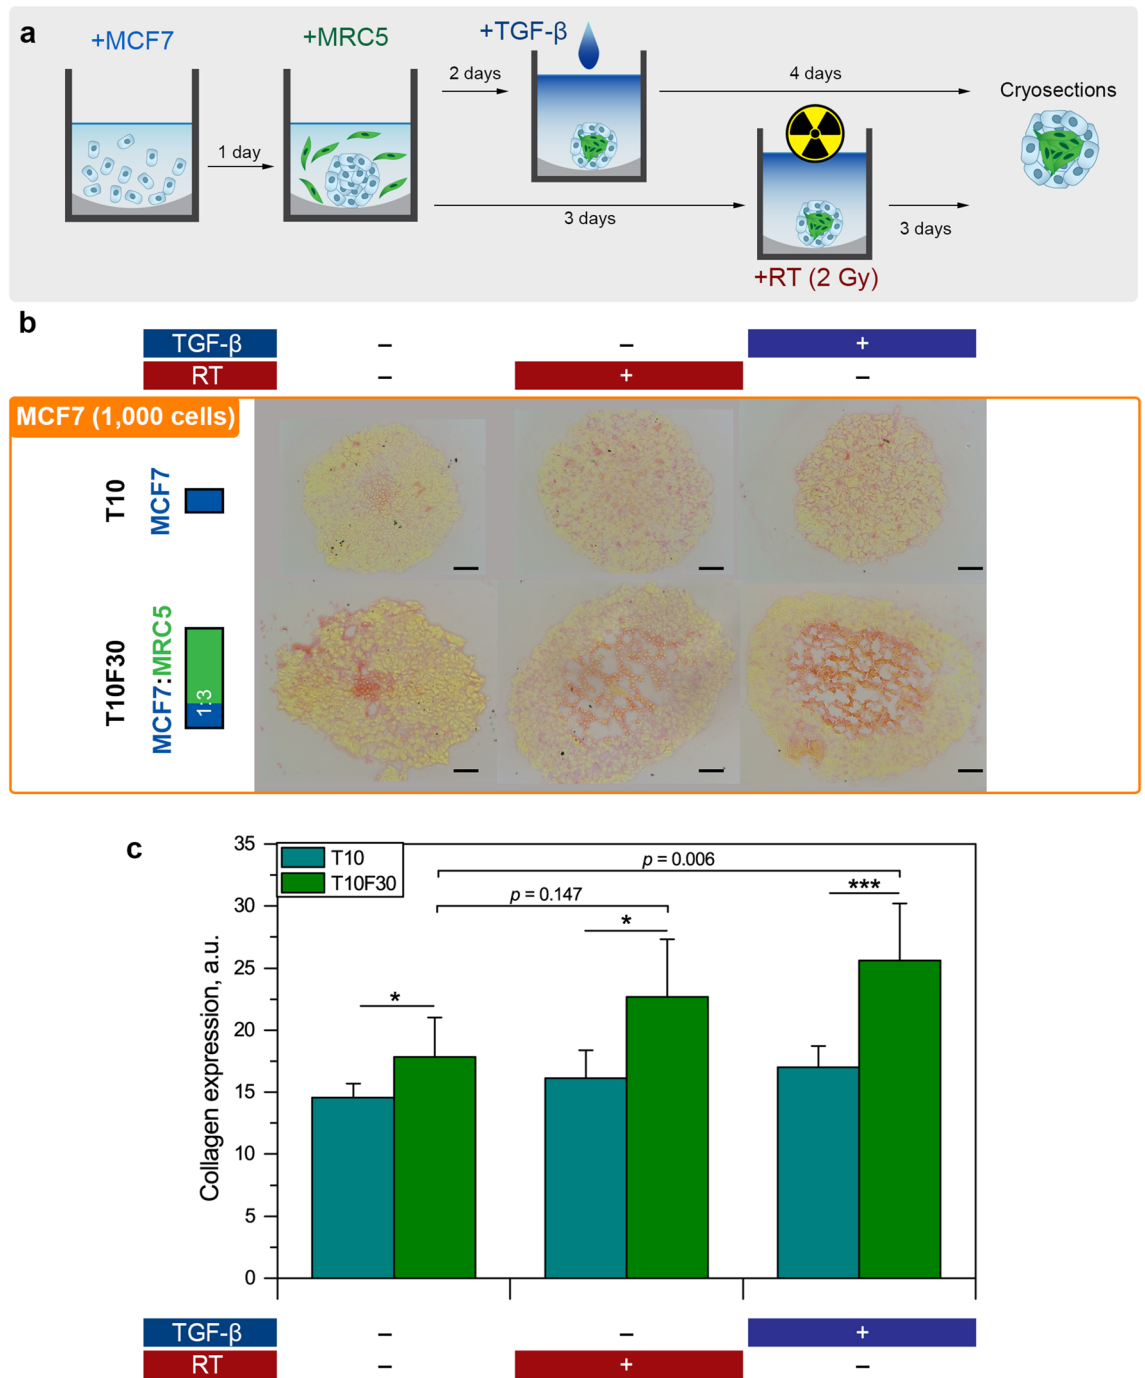 a
+MCF7
+MRC5
+TGF-β
1 day
2 days
4 days
3 days
3 days
+RT (2 Gy)
Cryosections
b
TGF-β – – +
RT – + –
MCF7 (1,000 cells)
T10
MCF7
T10F30
MCF7:MRC5
1:3
c
Collagen expression, a.u.
35
30
25
20
15
10
5
0
T10
T10F30
p = 0.006
p = 0.147
*
*
***
TGF-β – – +
RT – + –